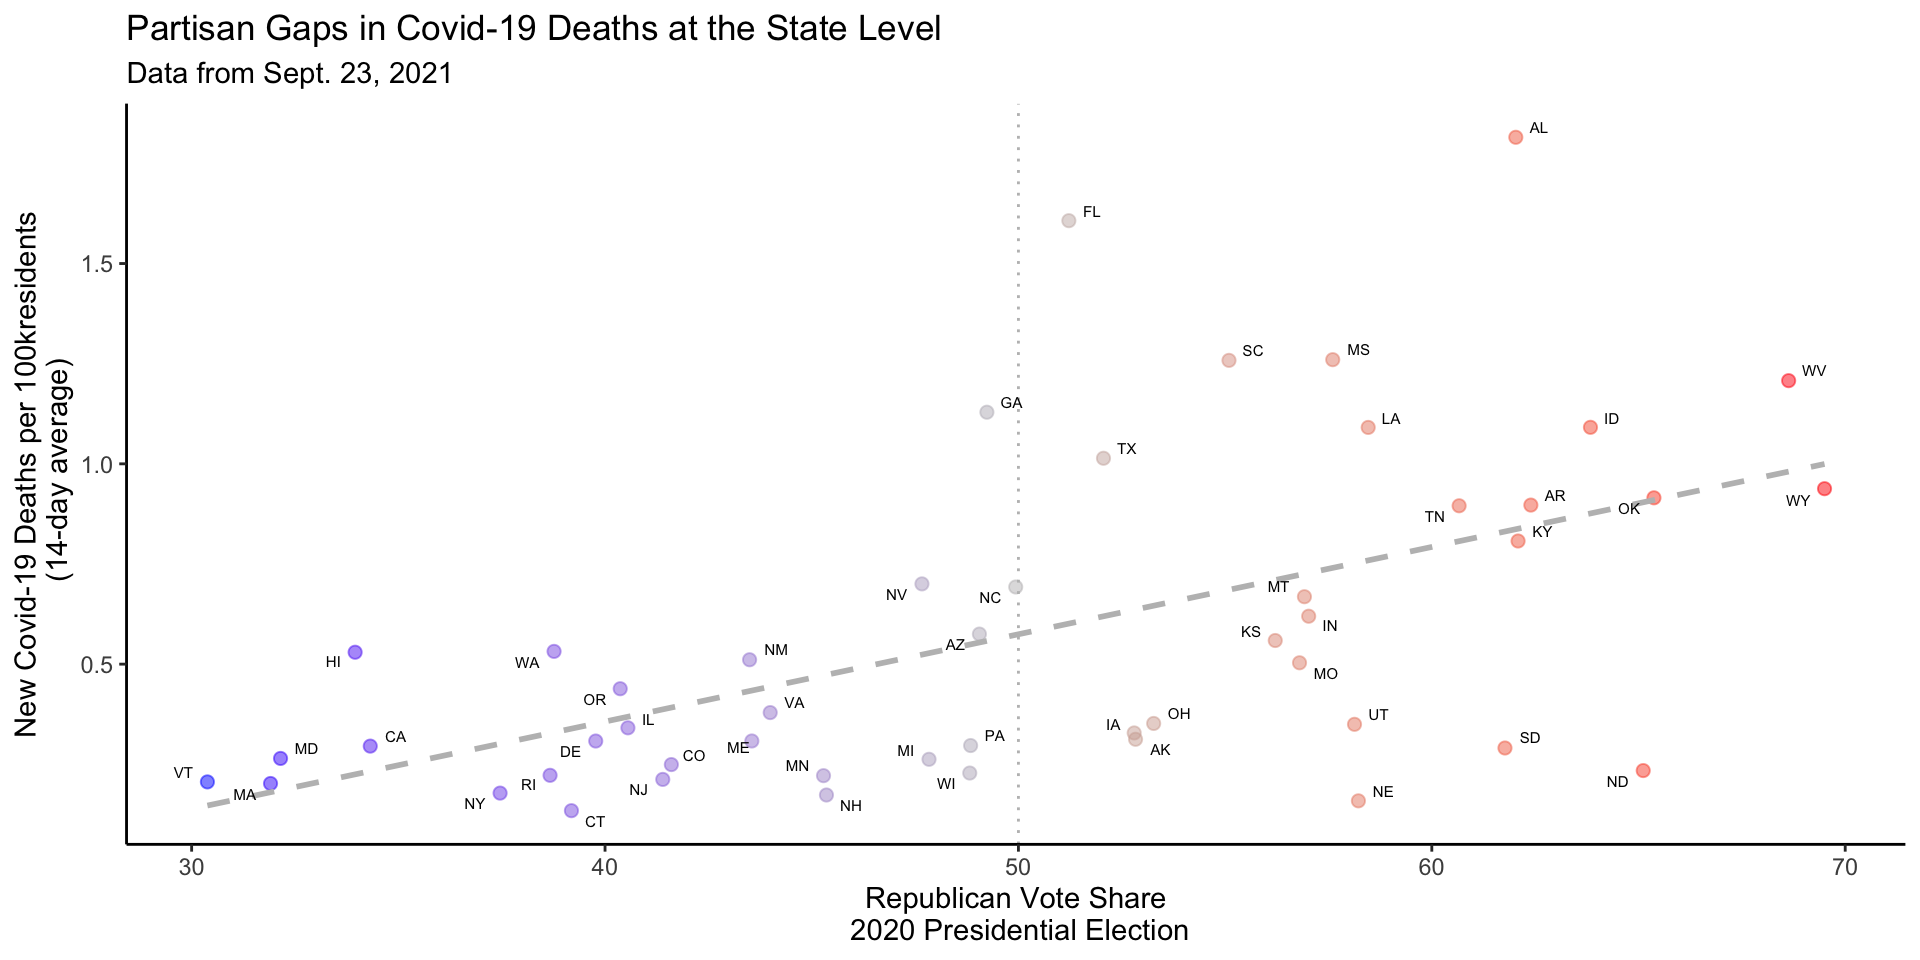 Partisan Gaps in Covid-19 Deaths at the State Level
Data from Sept. 23, 2021
New Covid-19 Deaths per 100kresidents
(14-day average)
1.5
1.0
0.5
AL
FL
SC
MS
WV
GA
LA
ID
TX
AR
WY
OK
TN
KY
NV
NC
MT
IN
KS
AZ
NM
HI
WA
MO
OR
VA
IL
IA
OH
UT
CA
PA
SD
MD
DE
ME
AK
MI
CO
VT
MN
ND
RI
WI
NJ
NE
MA
NY
NH
CT
30
40
50
60
70
Republican Vote Share
2020 Presidential Election